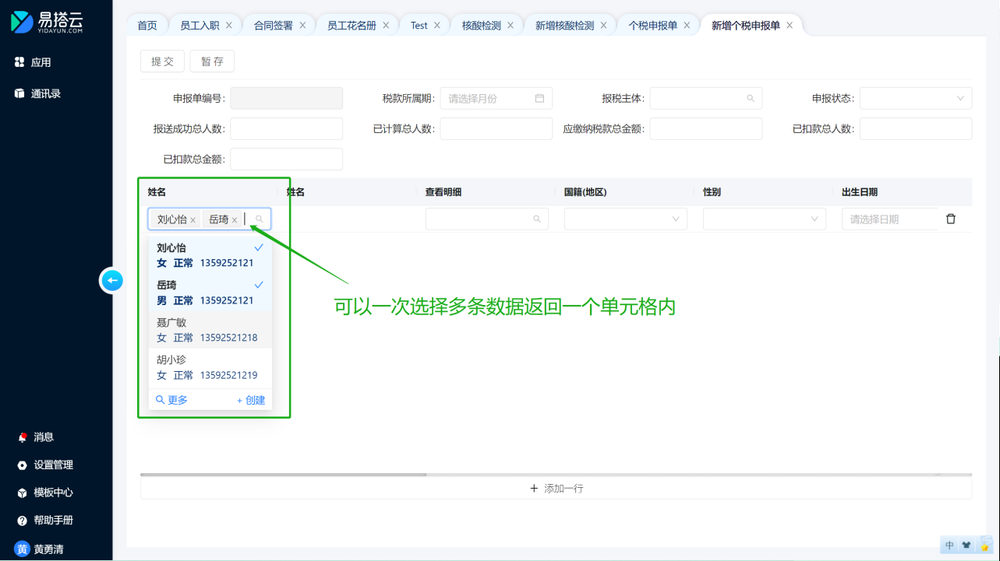 易搭云
YIDAYUN.COM
首页 员工入职 合同签署 员工花名册 Test 核酸检测 新增核酸检测 个税申报单 新增个税申报单
应用
通讯录
提 交 暂 存
申报单编号: 税款所属期: 请选择月份 报税主体: 申报状态:
报送成功总人数: 已计算总人数: 应缴纳税款总金额: 已扣款总人数:
已扣款总金额:
姓名 姓名 查看明细 国籍(地区) 性别 出生日期
刘心怡 岳琦 请选择日期
刘心怡
女 正常 1359252121
岳琦
男 正常 1359252121
聂广敏
女 正常 13592521218
胡小珍
女 正常 13592521219
更多 + 创建
可以一次选择多条数据返回一个单元格内
+ 添加一行
消息
设置管理
模板中心
帮助手册
黄 黄勇清
中